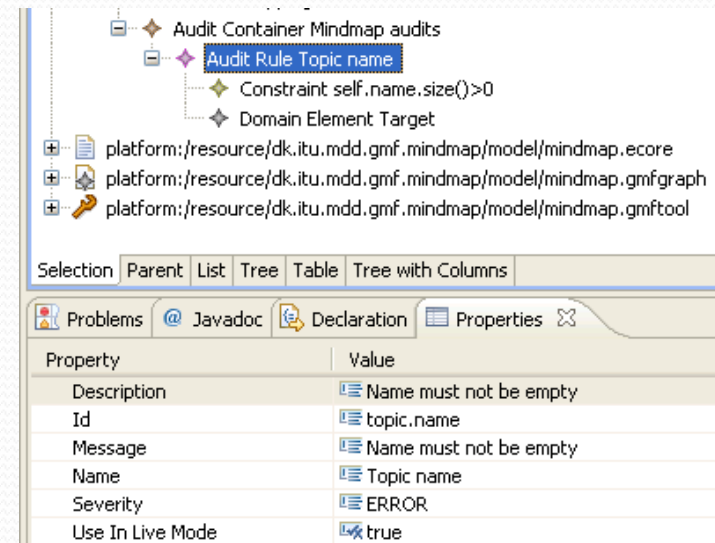 Audit Container Mindmap audits
Audit Rule Topic name
Constraint self.name.size()>0
Domain Element Target
platform:/resource/dk.itu.mdd.gmf.mindmap/model/mindmap.ecore
platform:/resource/dk.itu.mdd.gmf.mindmap/model/mindmap.gmfgraph
platform:/resource/dk.itu.mdd.gmf.mindmap/model/mindmap.gmftool
Selection Parent List Tree Table Tree with Columns
Problems @ Javadoc Declaration Properties
Property Value
Description Name must not be empty
Id topic.name
Message Name must not be empty
Name Topic name
Severity ERROR
Use In Live Mode true